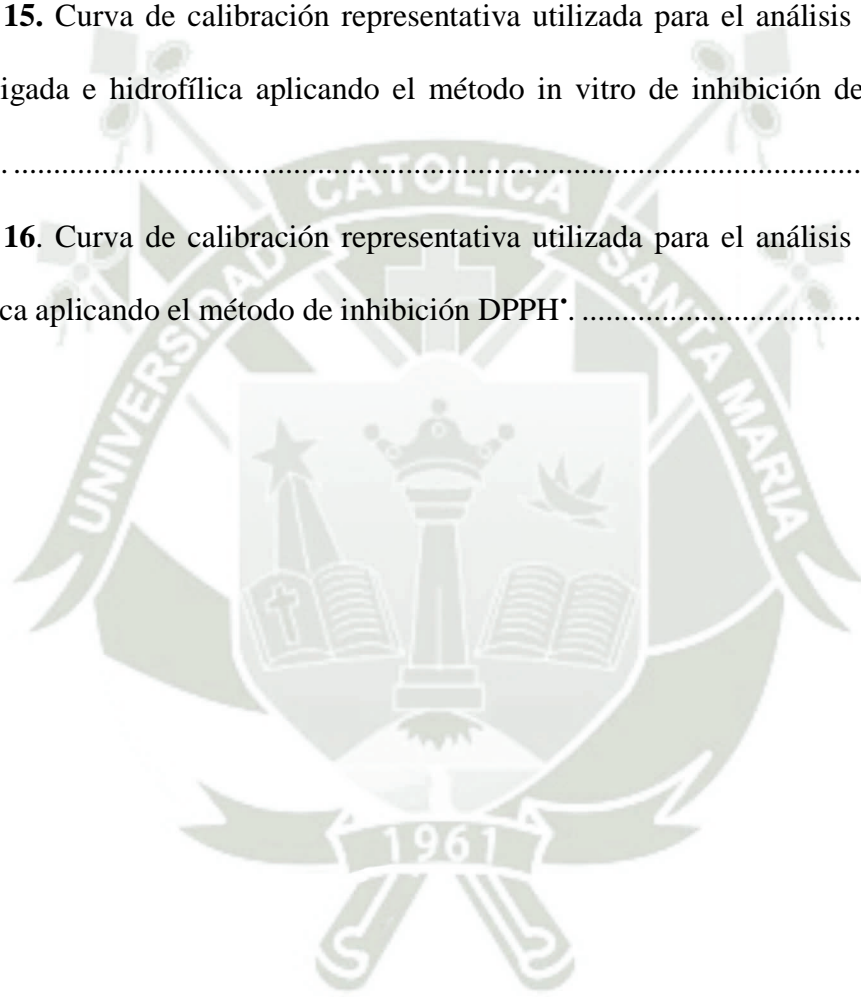 15. Curva de calibración representativa utilizada para el análisis
igada e hidrofílica aplicando el método in vitro de inhibición de
. ........................................................................................................
16. Curva de calibración representativa utilizada para el análisis
ca aplicando el método de inhibición DPPH•. ...................................
UNIVERSIDAD CATOLICA SANTA MARIA
1961